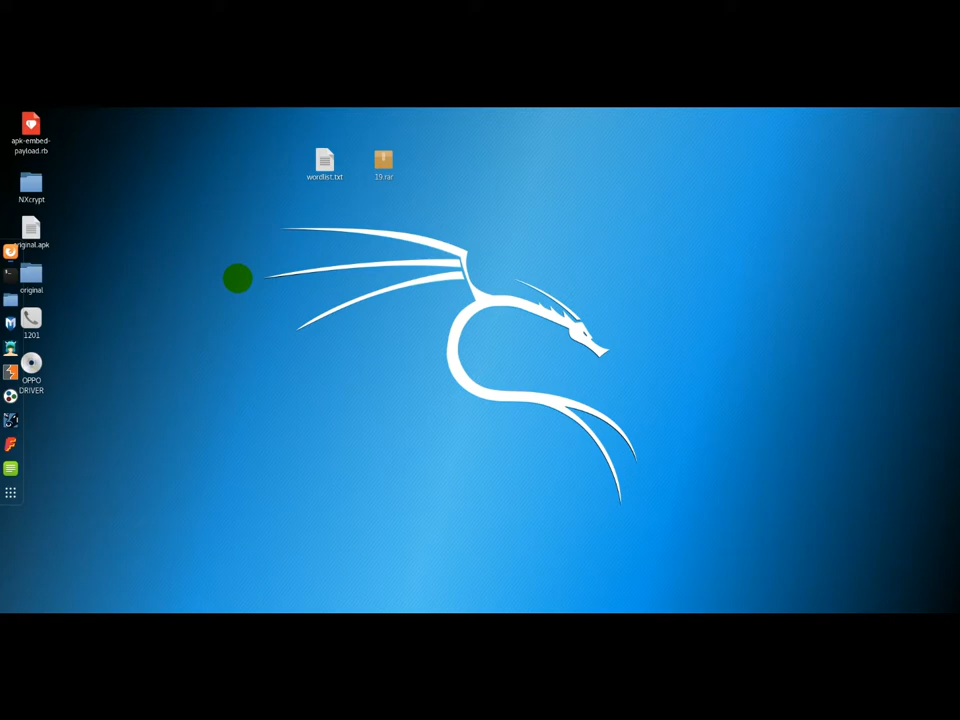 apk-embed-
payload.rb
wordlist.txt
19.rar
NXcrypt
original.apk
original
1201
OPPO
DRIVER